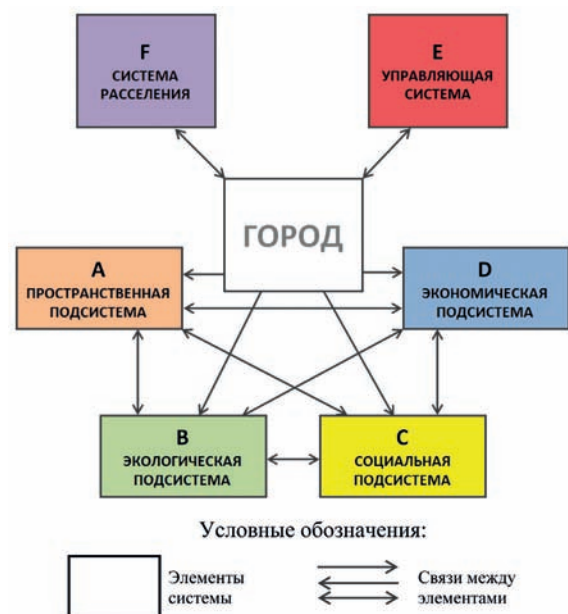 F
СИСТЕМА
РАССЕЛЕНИЯ
E
УПРАВЛЯЮЩАЯ
СИСТЕМА
ГОРОД
A
ПРОСТРАНСТВЕННАЯ
ПОДСИСТЕМА
D
ЭКОНОМИЧЕСКАЯ
ПОДСИСТЕМА
B
ЭКОЛОГИЧЕСКАЯ
ПОДСИСТЕМА
C
СОЦИАЛЬНАЯ
ПОДСИСТЕМА
Условные обозначения:
Элементы
системы
Связи между
элементами